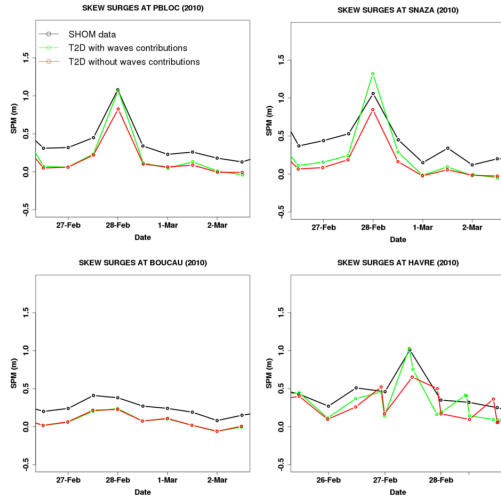 SKEW SURGES AT PBLOC (2010)
SHOM data
T2D with waves contributions
T2D without waves contributions
SPM (m)
-0.5 0.0 0.5 1.0 1.5
27-Feb 28-Feb 1-Mar 2-Mar
Date
SKEW SURGES AT SNAZA (2010)
SPM (m)
-0.5 0.0 0.5 1.0 1.5
27-Feb 28-Feb 1-Mar 2-Mar
Date
SKEW SURGES AT BOUCAU (2010)
SPM (m)
-0.5 0.0 0.5 1.0 1.5
27-Feb 28-Feb 1-Mar 2-Mar
Date
SKEW SURGES AT HAVRE (2010)
SPM (m)
-0.5 0.0 0.5 1.0 1.5
26-Feb 27-Feb 28-Feb
Date